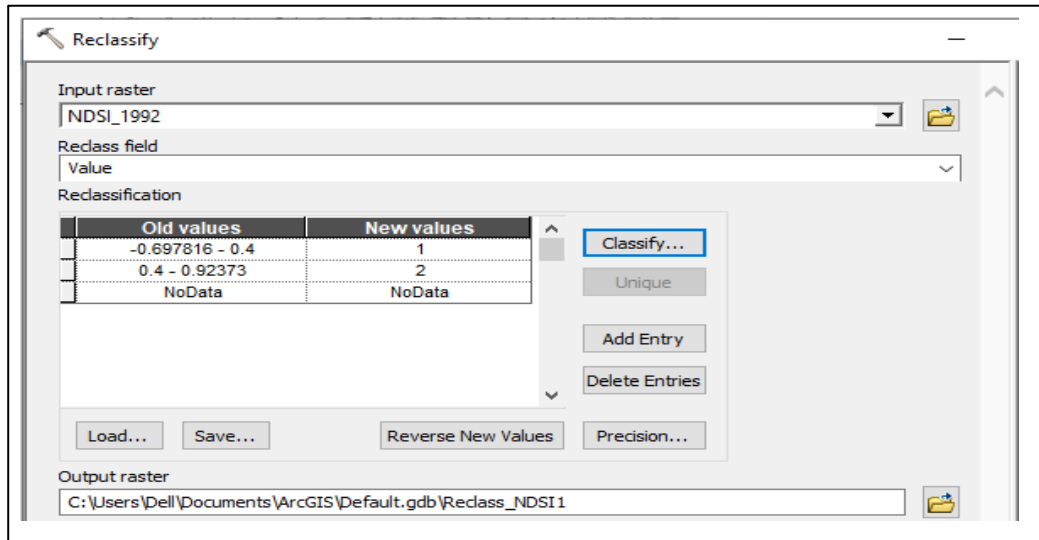 Reclassify
Input raster
NDSI_1992
Reclass field
Value
Reclassification
Old values New values
-0.697816 - 0.4 1
0.4 - 0.92373 2
NoData NoData
Classify...
Unique
Add Entry
Delete Entries
Load... Save... Reverse New Values Precision...
Output raster
C:\Users\Dell\Documents\ArcGIS\Default.gdb\Reclass_NDSI1